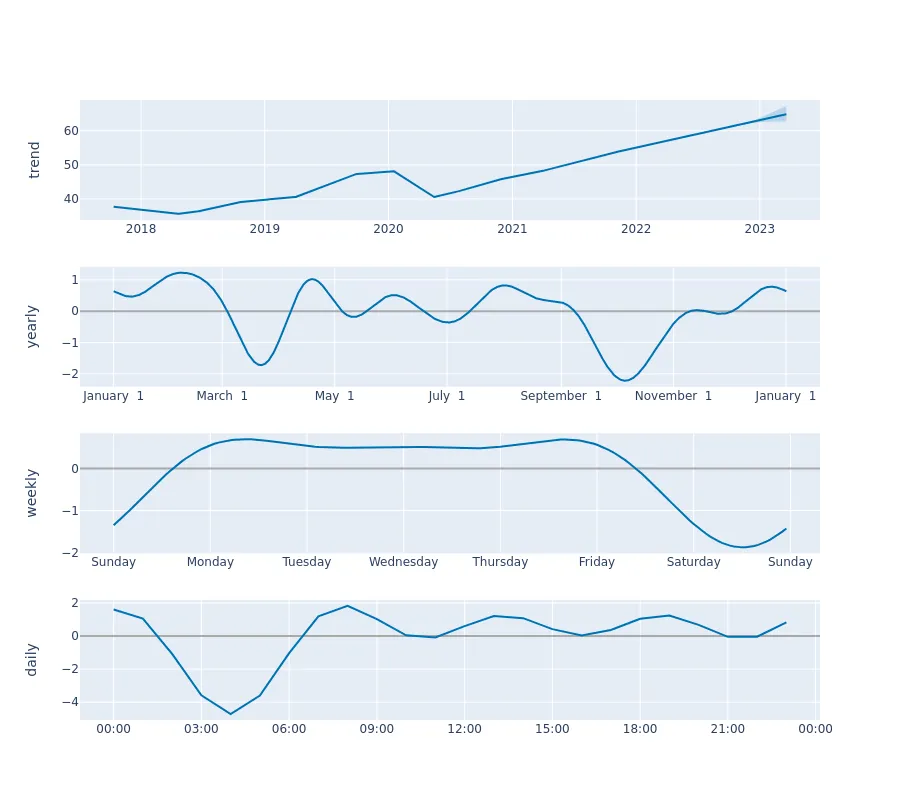 trend
60
50
40
2018 2019 2020 2021 2022 2023
yearly
1
0
−1
−2
January 1 March 1 May 1 July 1 September 1 November 1 January 1
weekly
0
−1
−2
Sunday Monday Tuesday Wednesday Thursday Friday Saturday Sunday
daily
2
0
−2
−4
00:00 03:00 06:00 09:00 12:00 15:00 18:00 21:00 00:00